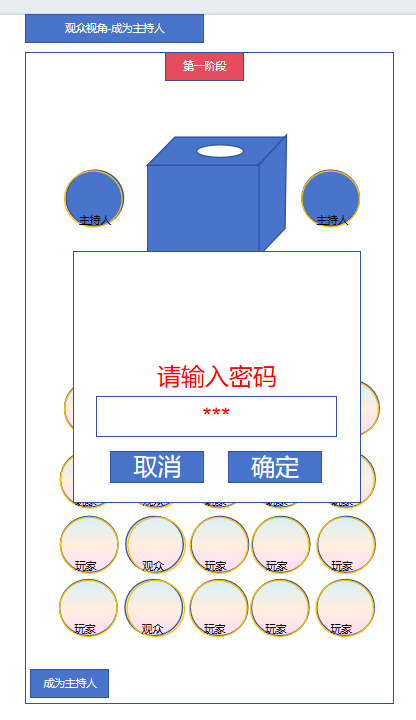 观众视角-成为主持人
第一阶段
主持人 主持人
请输入密码
***
取消 确定
玩家 观众 玩家 玩家 玩家
玩家 观众 玩家 玩家 玩家
成为主持人